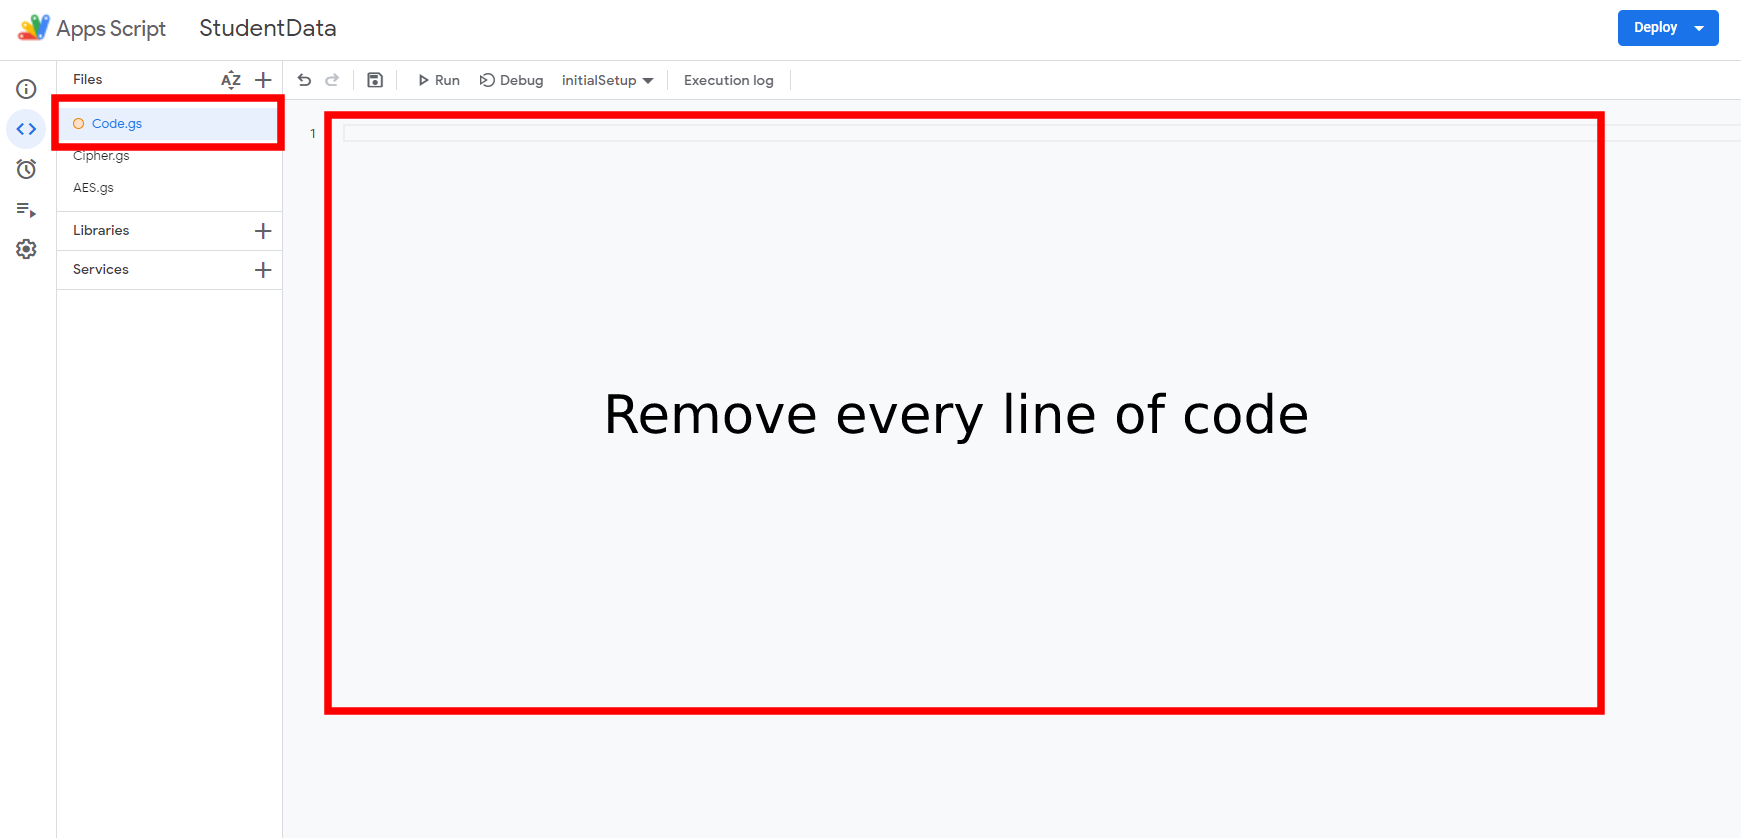 Apps Script StudentData
Deploy
Files
AZ
Run Debug initialSetup Execution log
Code.gs
Cipher.gs
AES.gs
Libraries
Services
1
Remove every line of code